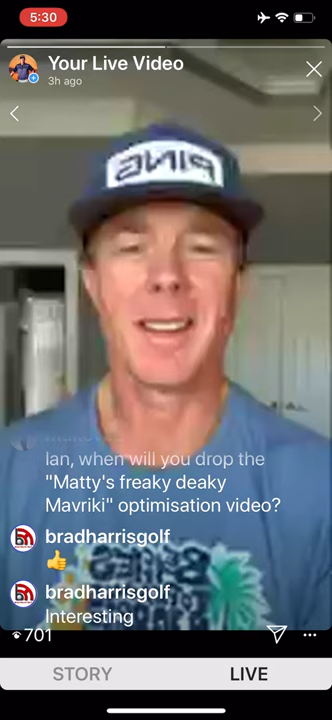 5:30
Your Live Video
3h ago
PING
Ian, when will you drop the
"Matty's freaky deaky
Mavriki" optimisation video?
bradharrisgolf
👍
bradharrisgolf
Interesting
701
STORY
LIVE